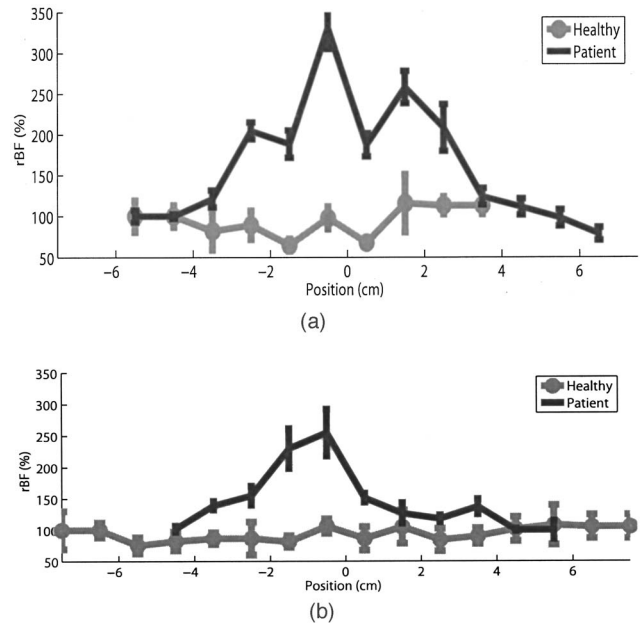 350
300
250
200
150
100
50
rBF (%)
Healthy
Patient
−6 −4 −2 0 2 4 6
Position (cm)
(a)
350
300
250
200
150
100
50
rBF (%)
Healthy
Patient
−6 −4 −2 0 2 4 6
Position (cm)
(b)